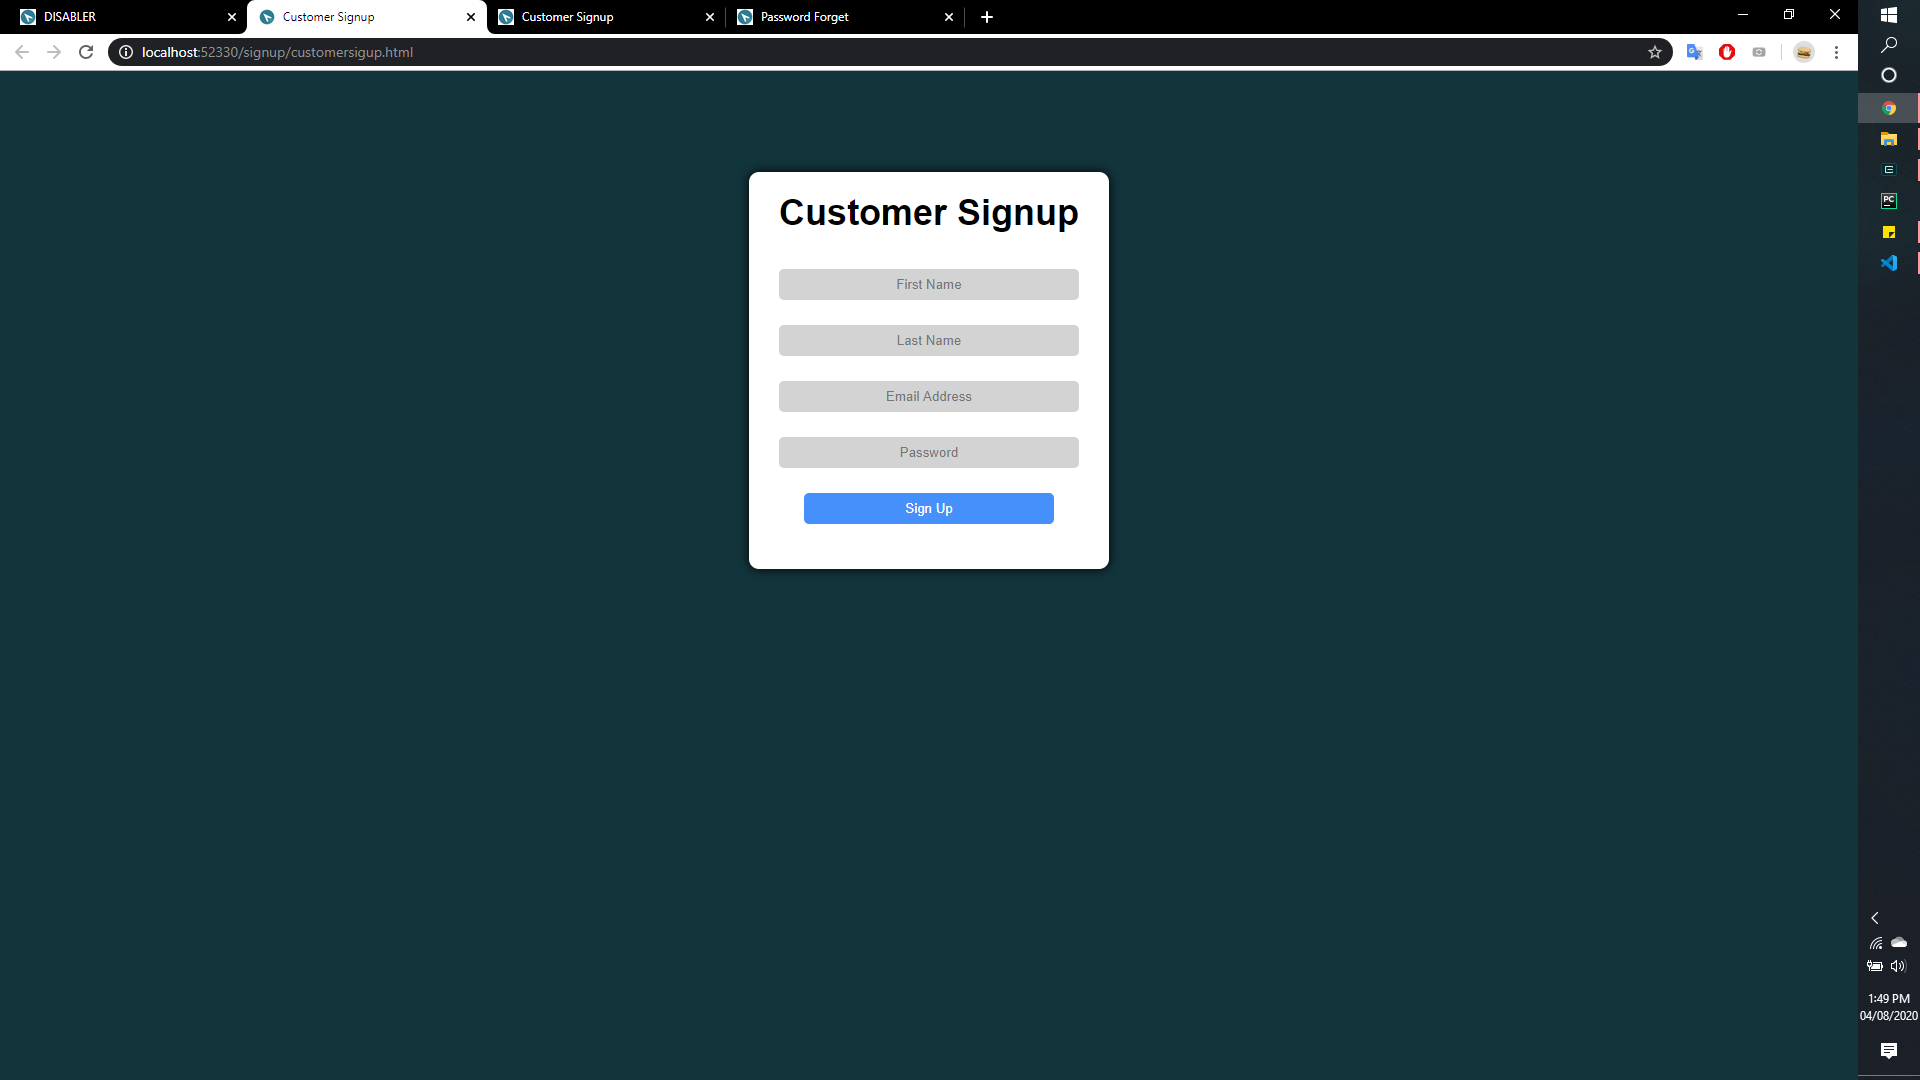 DISABLER
Customer Signup
Customer Signup
Password Forget
localhost:52330/signup/customersigup.html
Customer Signup
First Name
Last Name
Email Address
Password
Sign Up
PC
1:49 PM
04/08/2020